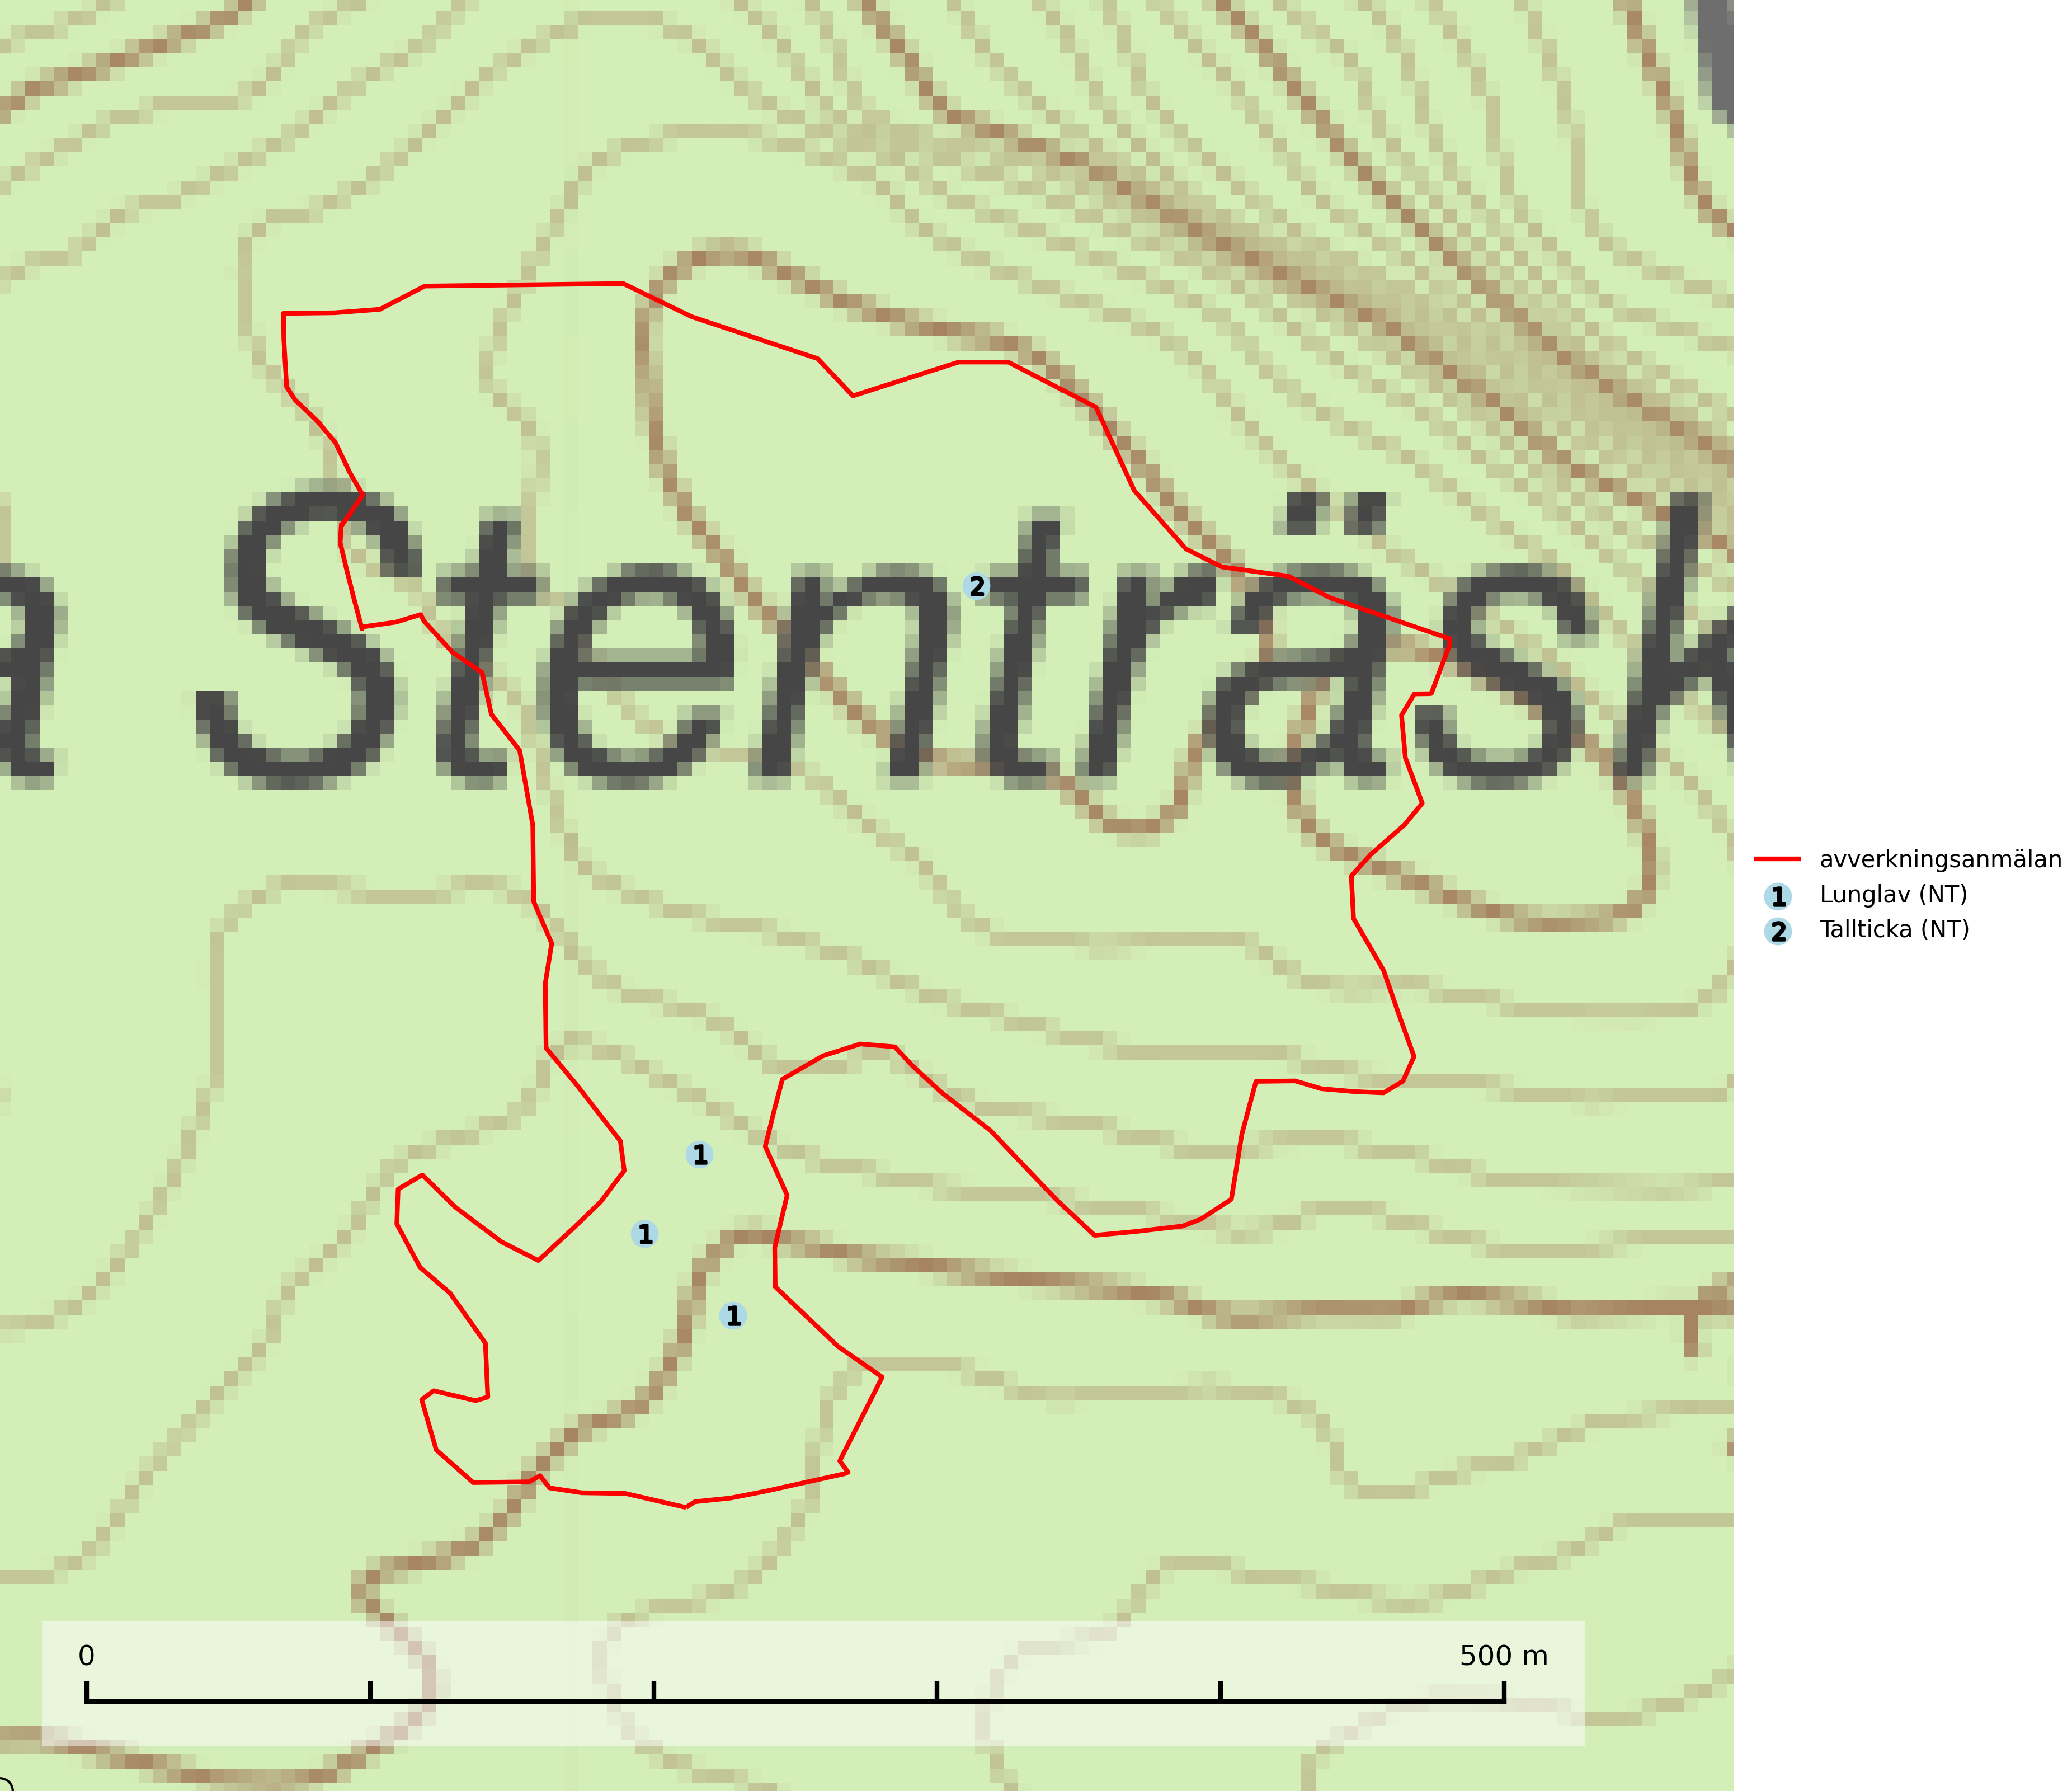 Stenträsk
2
1
1
1
avverkningsanmälan
1 Lunglav (NT)
2 Tallticka (NT)
0 500 m